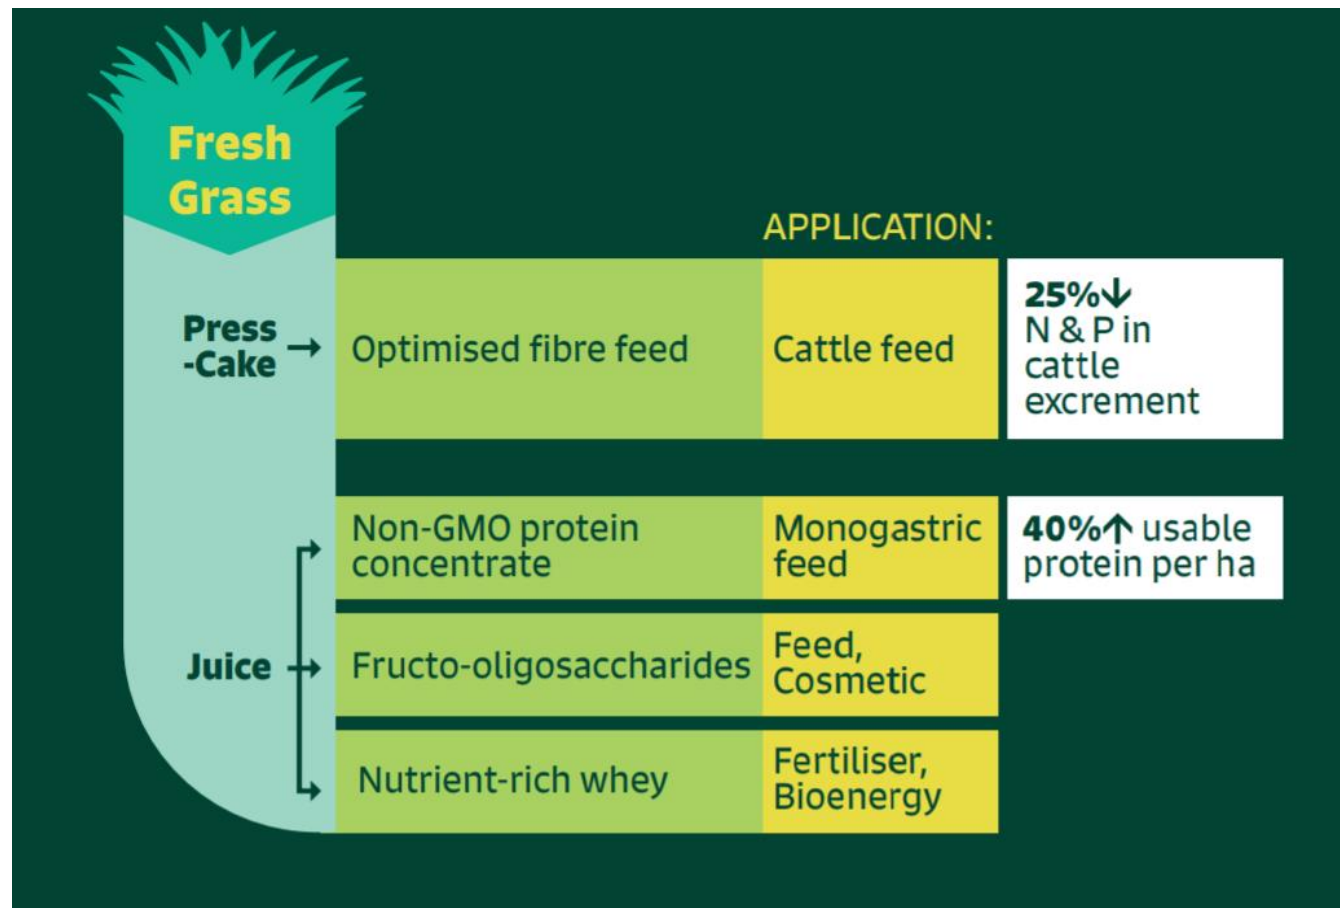 Fresh
Grass
APPLICATION:
Press
-Cake
Optimised fibre feed
Cattle feed
25%↓
N & P in
cattle
excrement
Juice
Non-GMO protein
concentrate
Monogastric
feed
40%↑ usable
protein per ha
Fructo-oligosaccharides
Feed,
Cosmetic
Nutrient-rich whey
Fertiliser,
Bioenergy